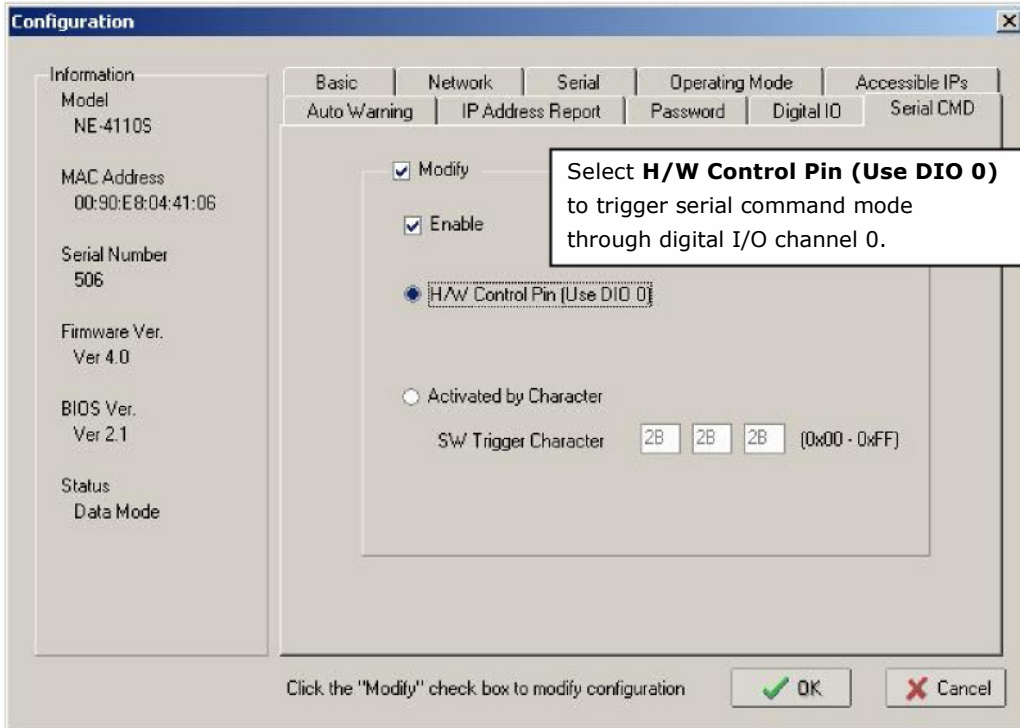 Configuration
Information
Model
NE-4110S
MAC Address
00:90:E8:04:41:06
Serial Number
506
Firmware Ver.
Ver 4.0
BIOS Ver.
Ver 2.1
Status
Data Mode
Basic Network Serial Operating Mode Accessible IPs
Auto Warning IP Address Report Password Digital IO Serial CMD
Modify
Select H/W Control Pin (Use DIO 0)
to trigger serial command mode
through digital I/O channel 0.
Enable
H/W Control Pin (Use DIO 0)
Activated by Character
SW Trigger Character 2B 2B 2B (0x00 - 0xFF)
Click the "Modify" check box to modify configuration OK Cancel